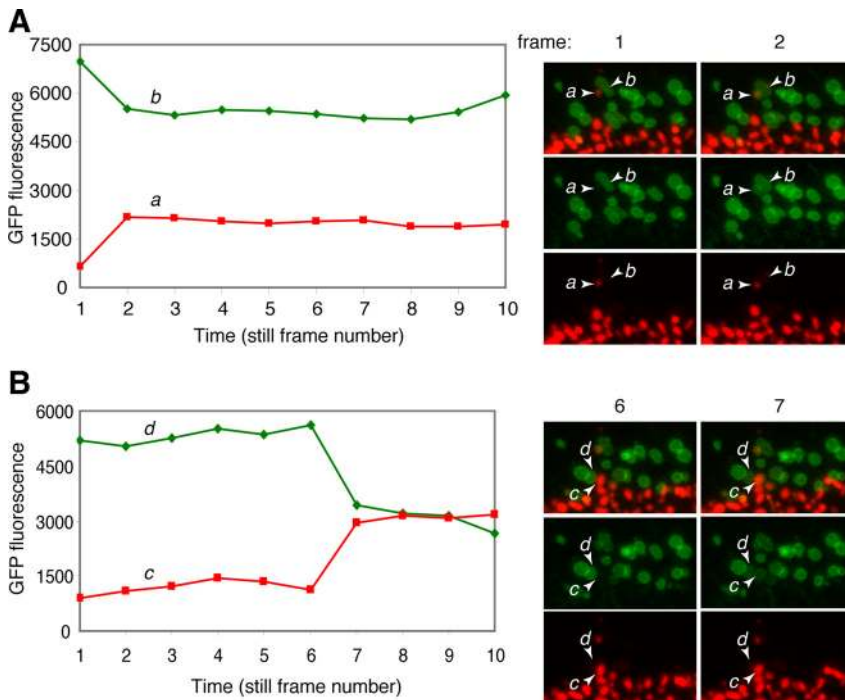 A
7500
6000
4500
3000
1500
0
GFP fluorescence
b
a
1 2 3 4 5 6 7 8 9 10
Time (still frame number)
frame: 1 2
a b a b
a b a b
a b a b
B
6000
4500
3000
1500
0
GFP fluorescence
d
c
1 2 3 4 5 6 7 8 9 10
Time (still frame number)
6 7
d d
c c
d d
c c
d d
c c